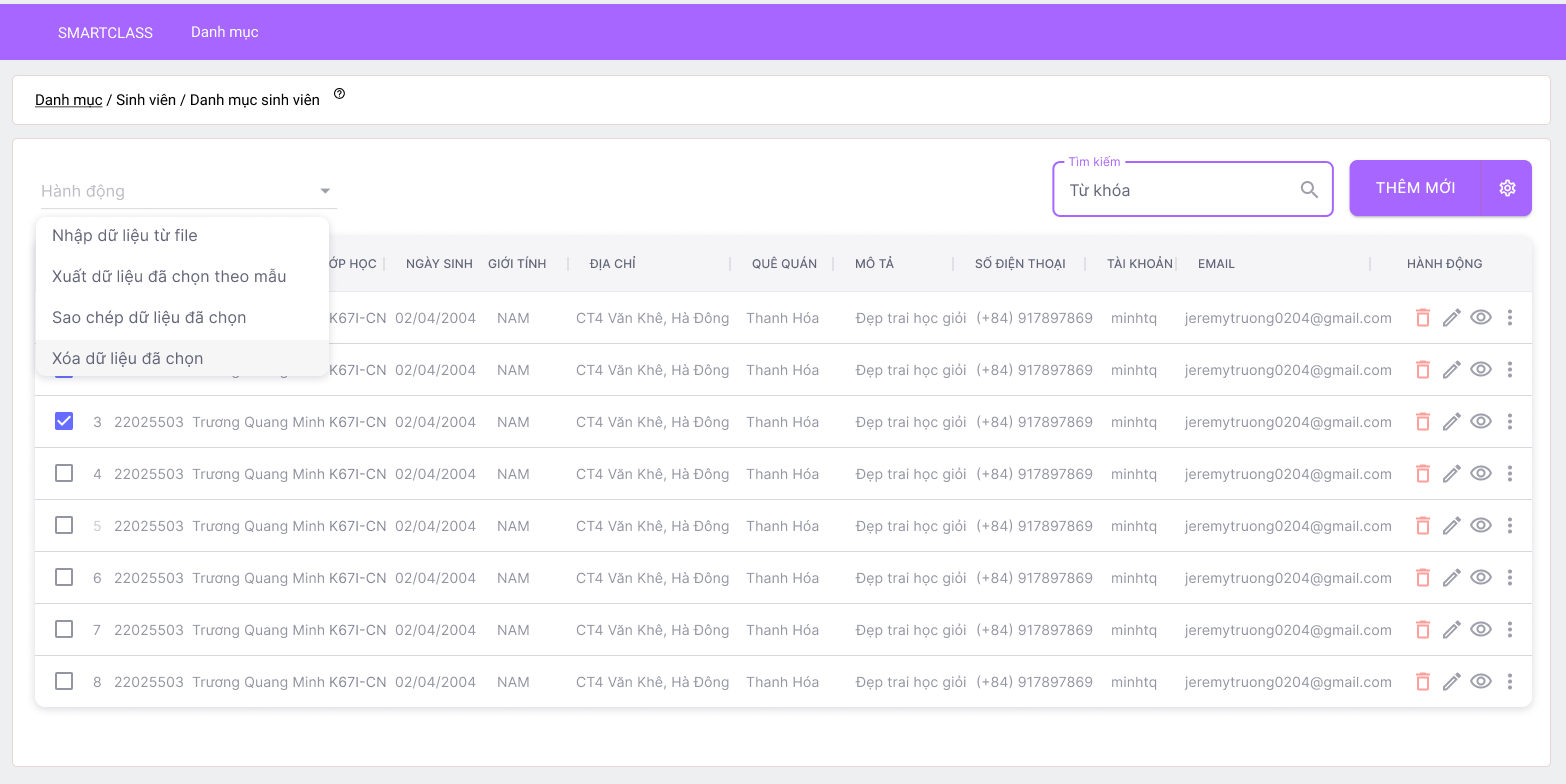 SMARTCLASS Danh mục
Danh mục / Sinh viên / Danh mục sinh viên
Tìm kiếm
Hành động Từ khóa THÊM MỚI
Nhập dữ liệu từ file
Xuất dữ liệu đã chọn theo mẫu
Sao chép dữ liệu đã chọn
Xóa dữ liệu đã chọn
ỚP HỌC NGÀY SINH GIỚI TÍNH ĐỊA CHỈ QUÊ QUÁN MÔ TẢ SỐ ĐIỆN THOẠI TÀI KHOẢN EMAIL HÀNH ĐỘNG
K67I-CN 02/04/2004 NAM CT4 Văn Khê, Hà Đông Thanh Hóa Đẹp trai học giỏi (+84) 917897869 minhtq jeremytruong0204@gmail.com
K67I-CN 02/04/2004 NAM CT4 Văn Khê, Hà Đông Thanh Hóa Đẹp trai học giỏi (+84) 917897869 minhtq jeremytruong0204@gmail.com
3 22025503 Trương Quang Minh K67I-CN 02/04/2004 NAM CT4 Văn Khê, Hà Đông Thanh Hóa Đẹp trai học giỏi (+84) 917897869 minhtq jeremytruong0204@gmail.com
4 22025503 Trương Quang Minh K67I-CN 02/04/2004 NAM CT4 Văn Khê, Hà Đông Thanh Hóa Đẹp trai học giỏi (+84) 917897869 minhtq jeremytruong0204@gmail.com
5 22025503 Trương Quang Minh K67I-CN 02/04/2004 NAM CT4 Văn Khê, Hà Đông Thanh Hóa Đẹp trai học giỏi (+84) 917897869 minhtq jeremytruong0204@gmail.com
6 22025503 Trương Quang Minh K67I-CN 02/04/2004 NAM CT4 Văn Khê, Hà Đông Thanh Hóa Đẹp trai học giỏi (+84) 917897869 minhtq jeremytruong0204@gmail.com
7 22025503 Trương Quang Minh K67I-CN 02/04/2004 NAM CT4 Văn Khê, Hà Đông Thanh Hóa Đẹp trai học giỏi (+84) 917897869 minhtq jeremytruong0204@gmail.com
8 22025503 Trương Quang Minh K67I-CN 02/04/2004 NAM CT4 Văn Khê, Hà Đông Thanh Hóa Đẹp trai học giỏi (+84) 917897869 minhtq jeremytruong0204@gmail.com